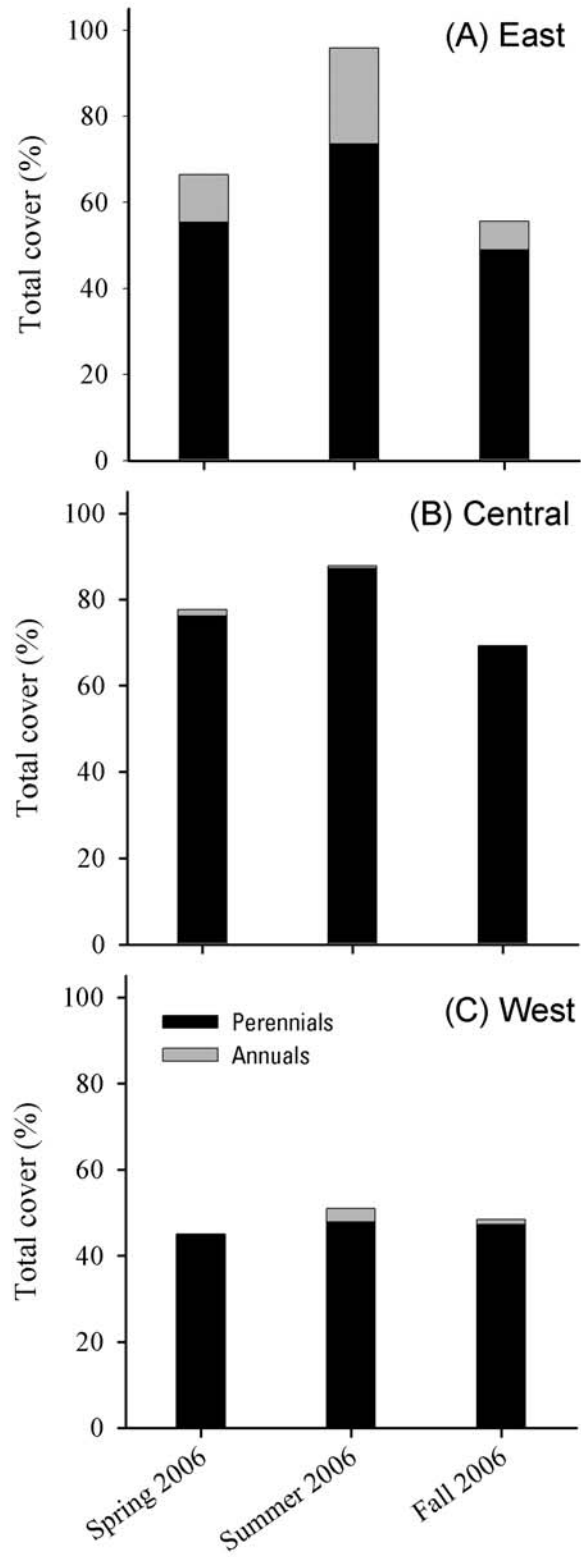 (A) East
Total cover (%)
100
80
60
40
20
0
(B) Central
Total cover (%)
100
80
60
40
20
0
(C) West
Perennials
Annuals
Total cover (%)
100
80
60
40
20
0
Spring 2006
Summer 2006
Fall 2006